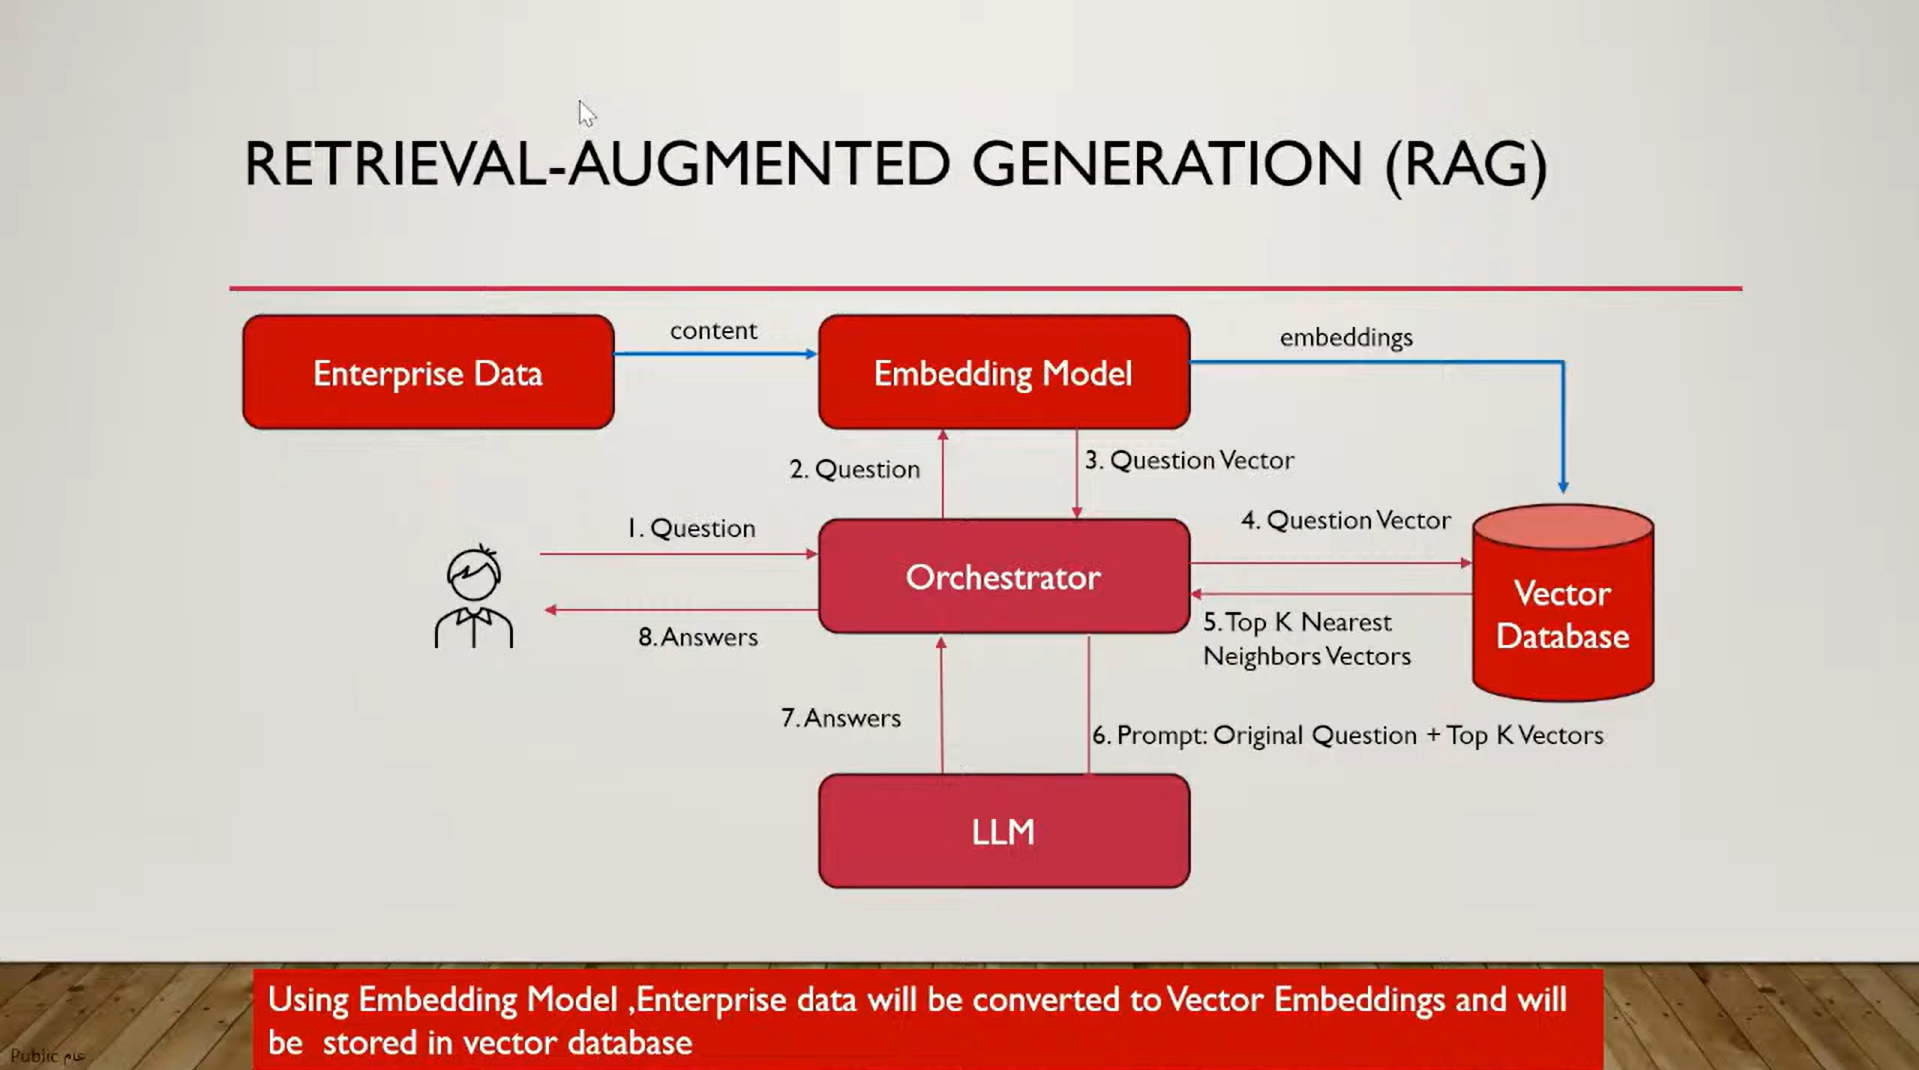 RETRIEVAL-AUGMENTED GENERATION (RAG)
Enterprise Data
content
Embedding Model
embeddings
2. Question
3. Question Vector
1. Question
Orchestrator
4. Question Vector
8. Answers
5. Top K Nearest
Neighbors Vectors
Vector
Database
7. Answers
6. Prompt: Original Question + Top K Vectors
LLM
Using Embedding Model ,Enterprise data will be converted to Vector Embeddings and will
be stored in vector database
Public عام